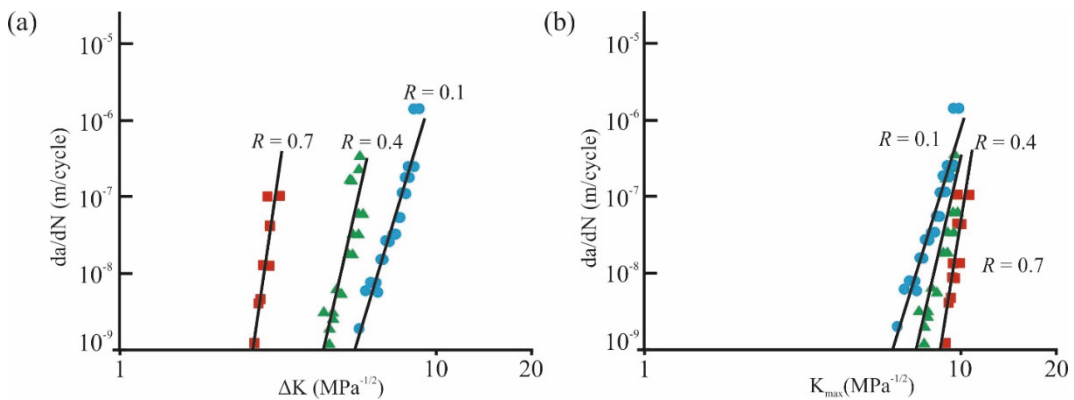 (a)
da/dN (m/cycle)
10⁻⁵
10⁻⁶
10⁻⁷
10⁻⁸
10⁻⁹
R = 0.7
R = 0.4
R = 0.1
1
10
20
ΔK (MPa⁻¹/²)
(b)
da/dN (m/cycle)
10⁻⁵
10⁻⁶
10⁻⁷
10⁻⁸
10⁻⁹
R = 0.1
R = 0.4
R = 0.7
1
10
20
Kmax(MPa⁻¹/²)